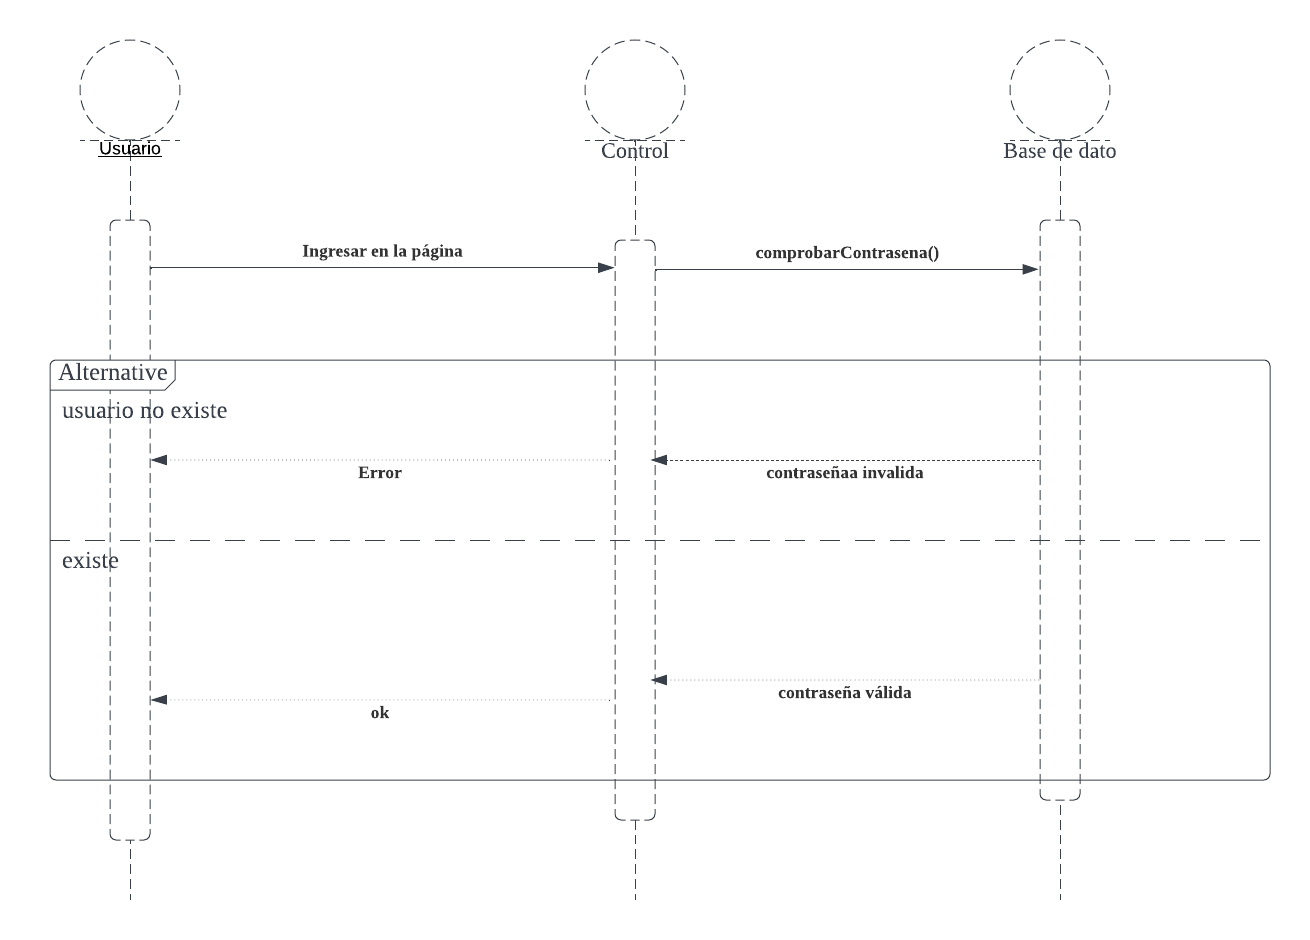 Usuario
Control
Base de dato
Ingresar en la página
comprobarContrasena()
Alternative
usuario no existe
Error
contraseñaa invalida
existe
contraseña válida
ok